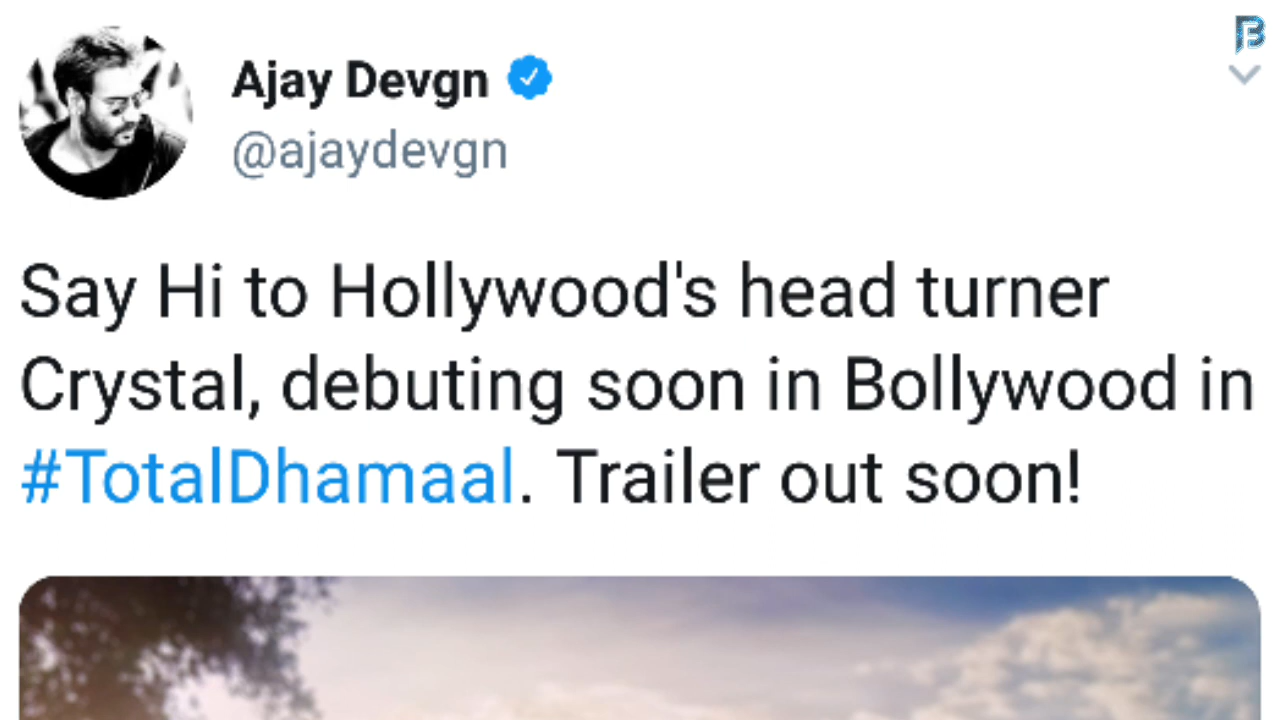 Ajay Devgn
@ajaydevgn
Say Hi to Hollywood's head turner
Crystal, debuting soon in Bollywood in
#TotalDhamaal. Trailer out soon!